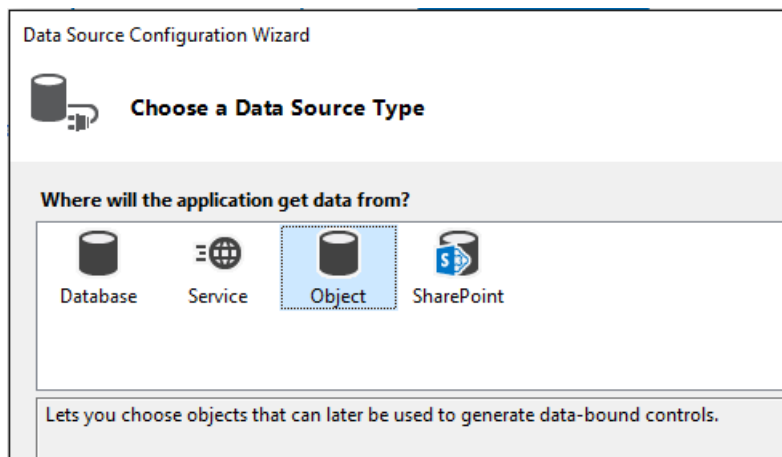 Data Source Configuration Wizard
Choose a Data Source Type
Where will the application get data from?
Database Service Object SharePoint
Lets you choose objects that can later be used to generate data-bound controls.